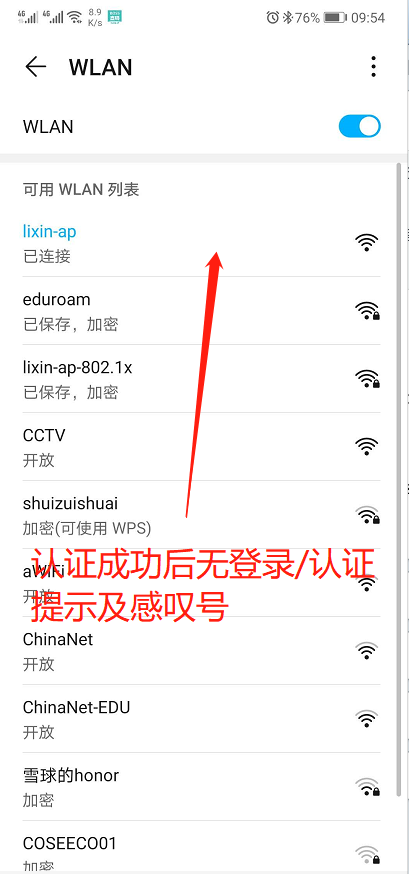 4G 4G 8.9 K/s 76% 09:54
WLAN
WLAN
可用 WLAN 列表
lixin-ap
已连接
eduroam
已保存，加密
lixin-ap-802.1x
已保存，加密
CCTV
开放
shuizuishuai
加密(可使用 WPS)
认证成功后无登录/认证
提示及感叹号
aWiFi
开放
ChinaNet
开放
ChinaNet-EDU
开放
雪球的honor
加密
COSEECO01
加密